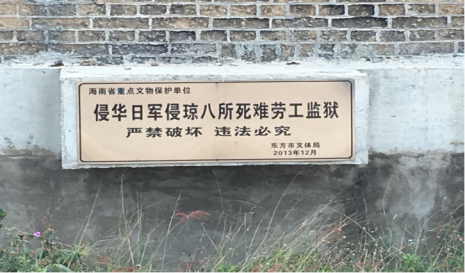 海南省重点文物保护单位
侵华日军侵琼八所死难劳工监狱
严禁破坏 违法必究
东方市文体局
2013年12月